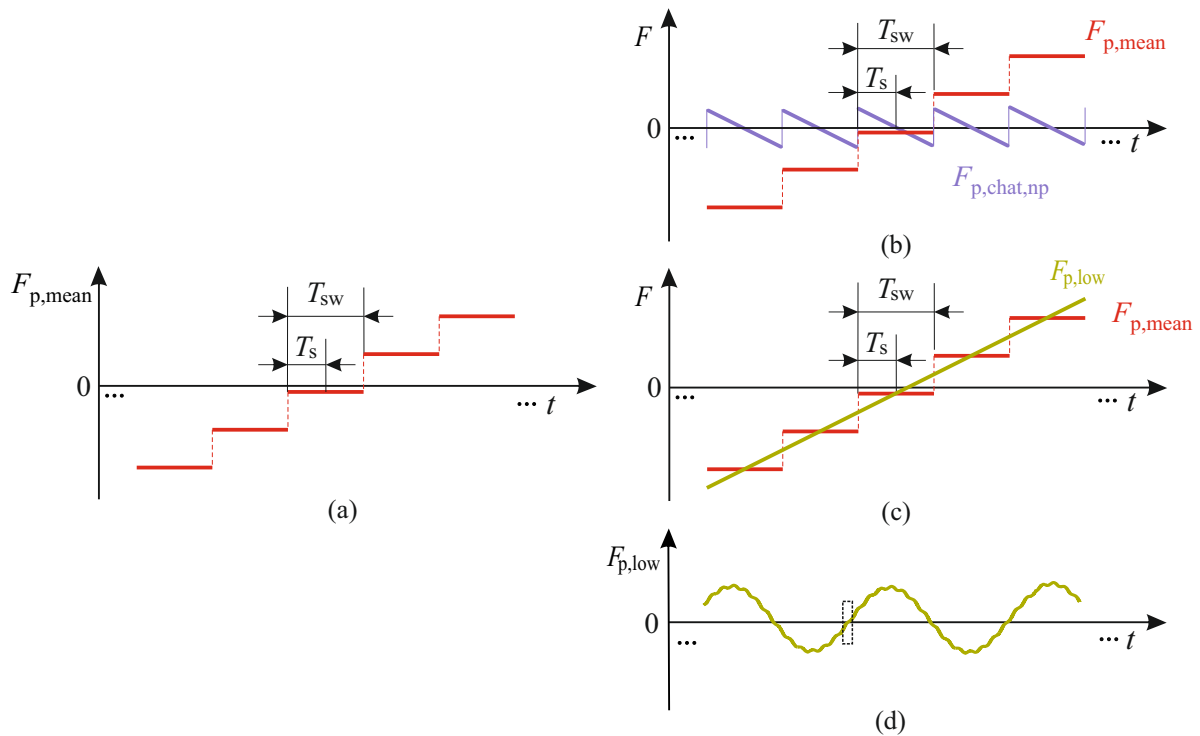 F T_sw F_p,mean
T_s
0
... ... t
F_p,chat,np
(b)
F_p,mean T_sw
T_s
0
... ... t
(a)
F T_sw F_p,low
F_p,mean
T_s
0
... ... t
(c)
F_p,low
0
... ... t
(d)